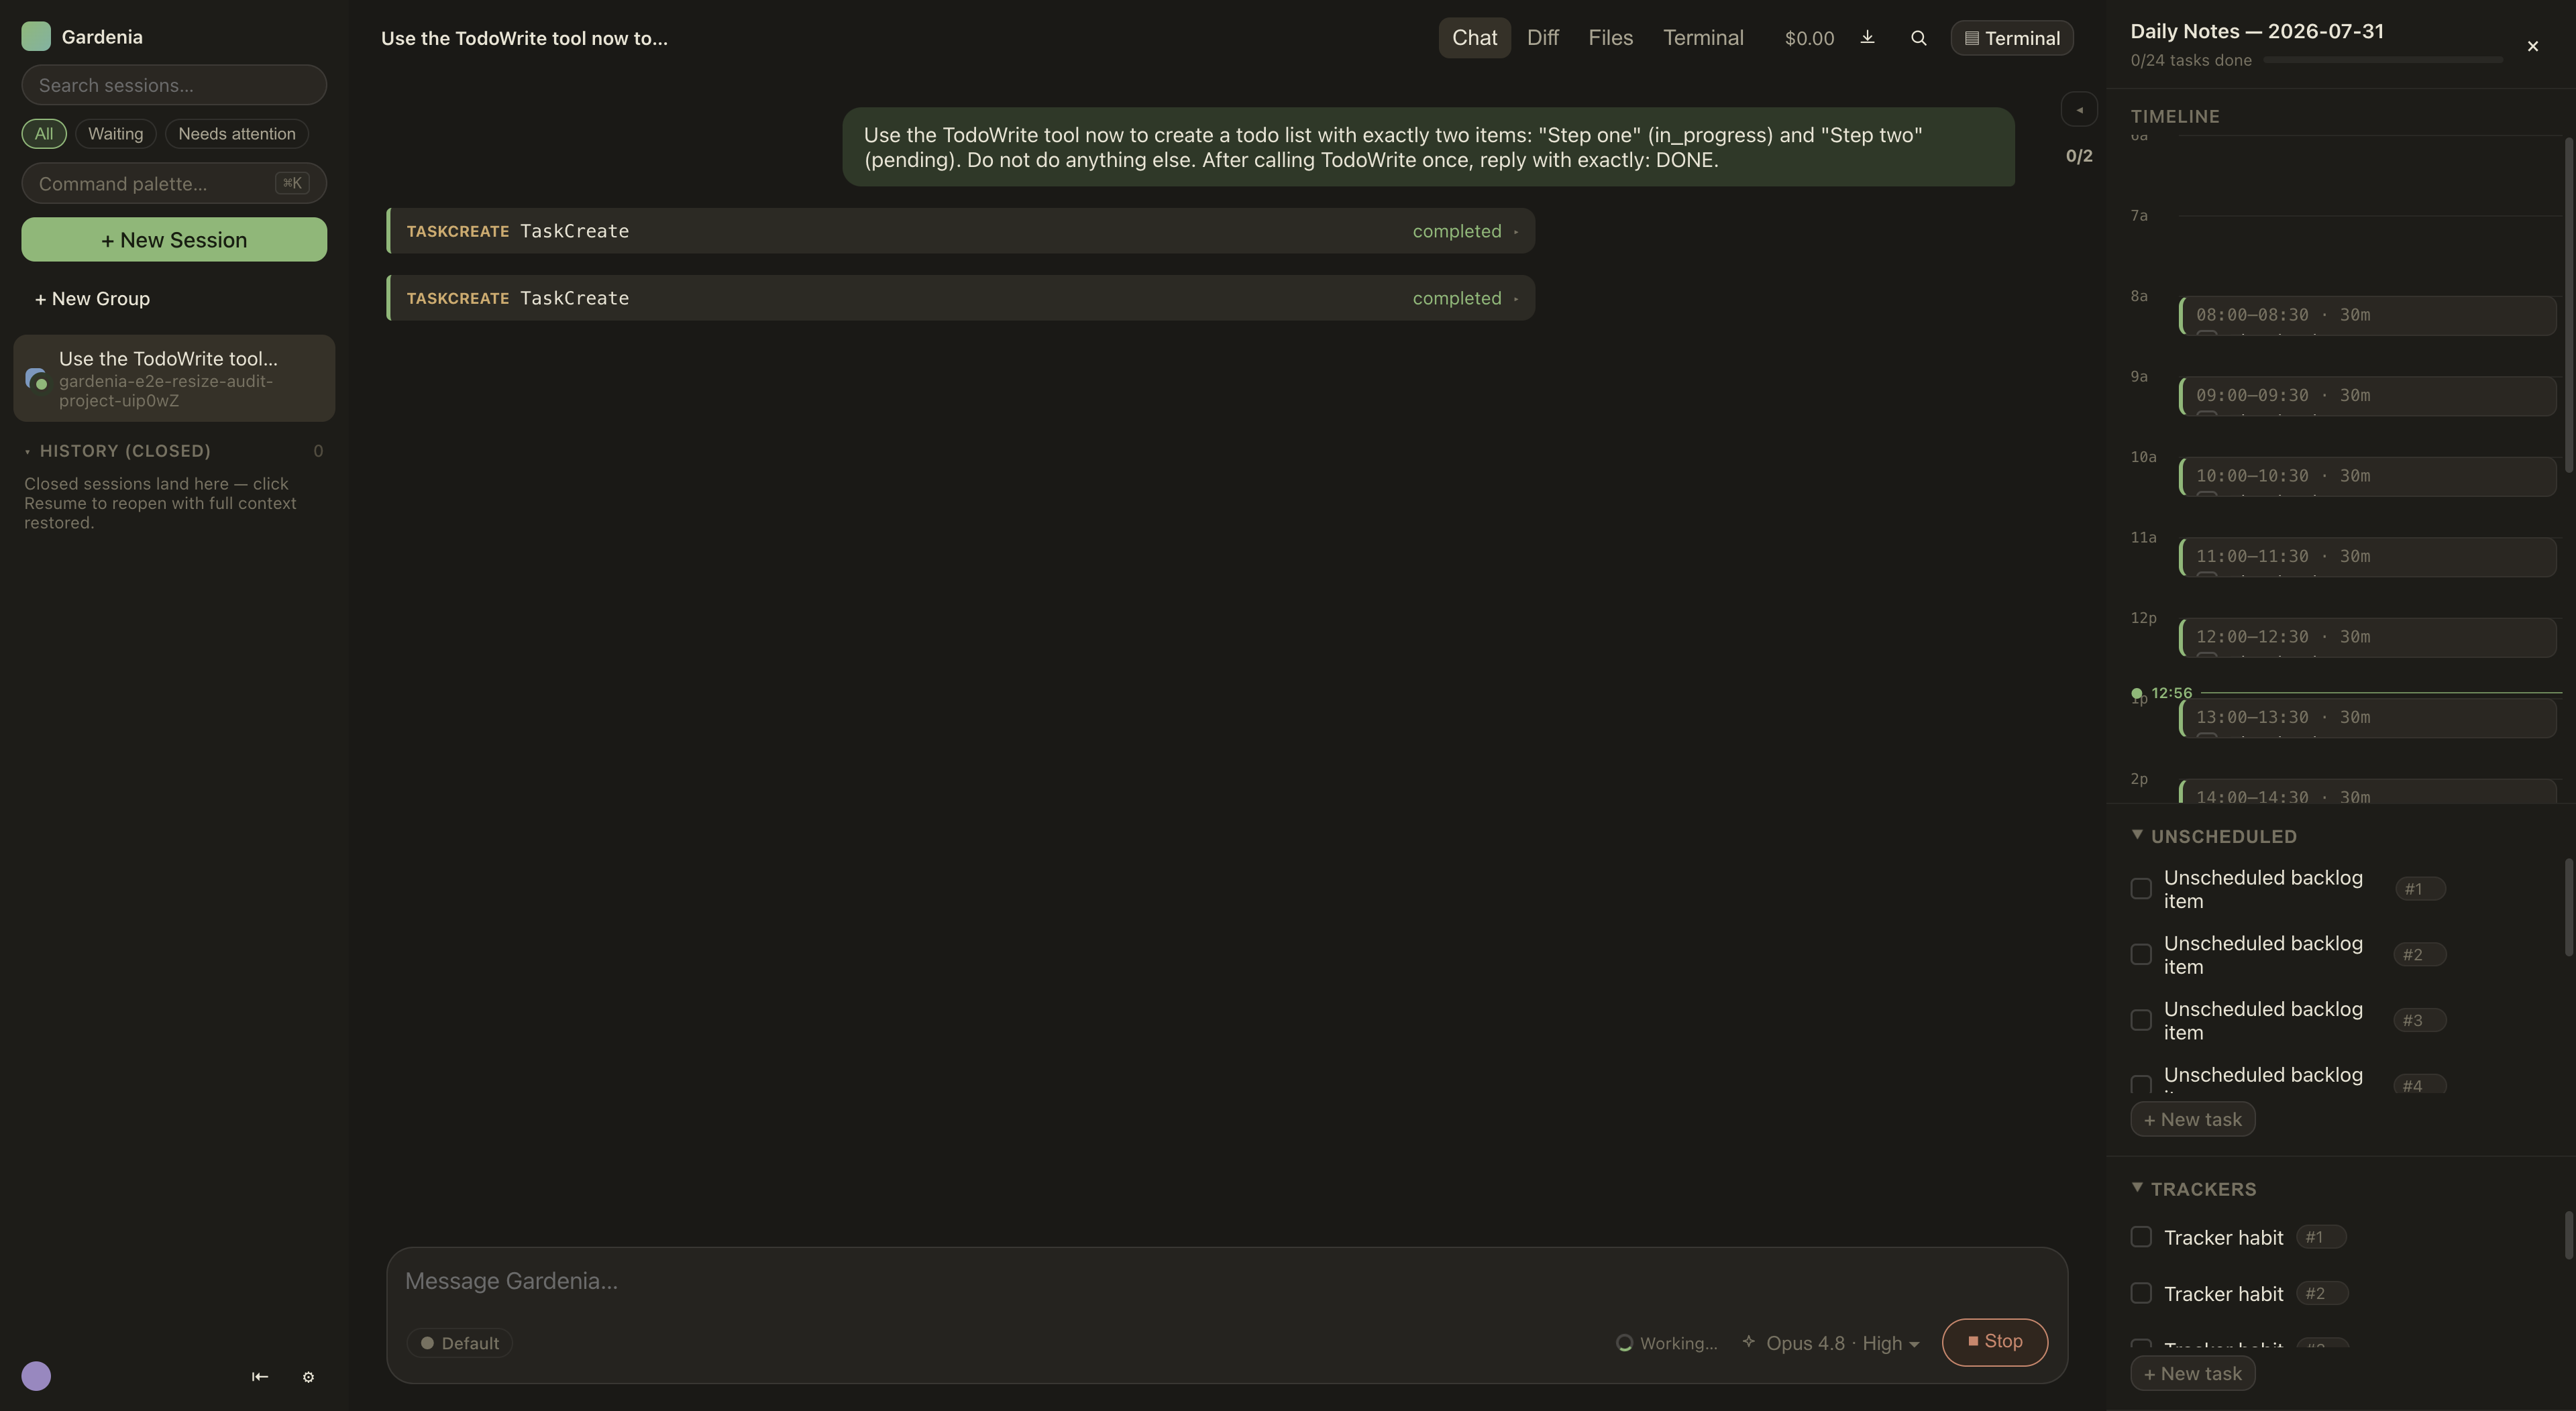 Gardenia
Search sessions...
All
Waiting
Needs attention
Command palette...
⌘K
+ New Session
+ New Group
Use the TodoWrite tool...
gardenia-e2e-resize-audit-
project-uip0wZ
HISTORY (CLOSED)
0
Closed sessions land here — click
Resume to reopen with full context
restored.
Use the TodoWrite tool now to...
Chat
Diff
Files
Terminal
$0.00
Terminal
Use the TodoWrite tool now to create a todo list with exactly two items: "Step one" (in_progress) and "Step two"
(pending). Do not do anything else. After calling TodoWrite once, reply with exactly: DONE.
0/2
TASKCREATE TaskCreate
completed
TASKCREATE TaskCreate
completed
Message Gardenia...
Default
Working...
Opus 4.8 · High
Stop
Daily Notes — 2026-07-31
0/24 tasks done
TIMELINE
6a
7a
8a
08:00–08:30 · 30m
9a
09:00–09:30 · 30m
10a
10:00–10:30 · 30m
11a
11:00–11:30 · 30m
12p
12:00–12:30 · 30m
12:56
1p
13:00–13:30 · 30m
2p
14:00–14:30 · 30m
UNSCHEDULED
Unscheduled backlog
item
#1
Unscheduled backlog
item
#2
Unscheduled backlog
item
#3
Unscheduled backlog
#4
+ New task
TRACKERS
Tracker habit
#1
Tracker habit
#2
Tracker habit
+ New task